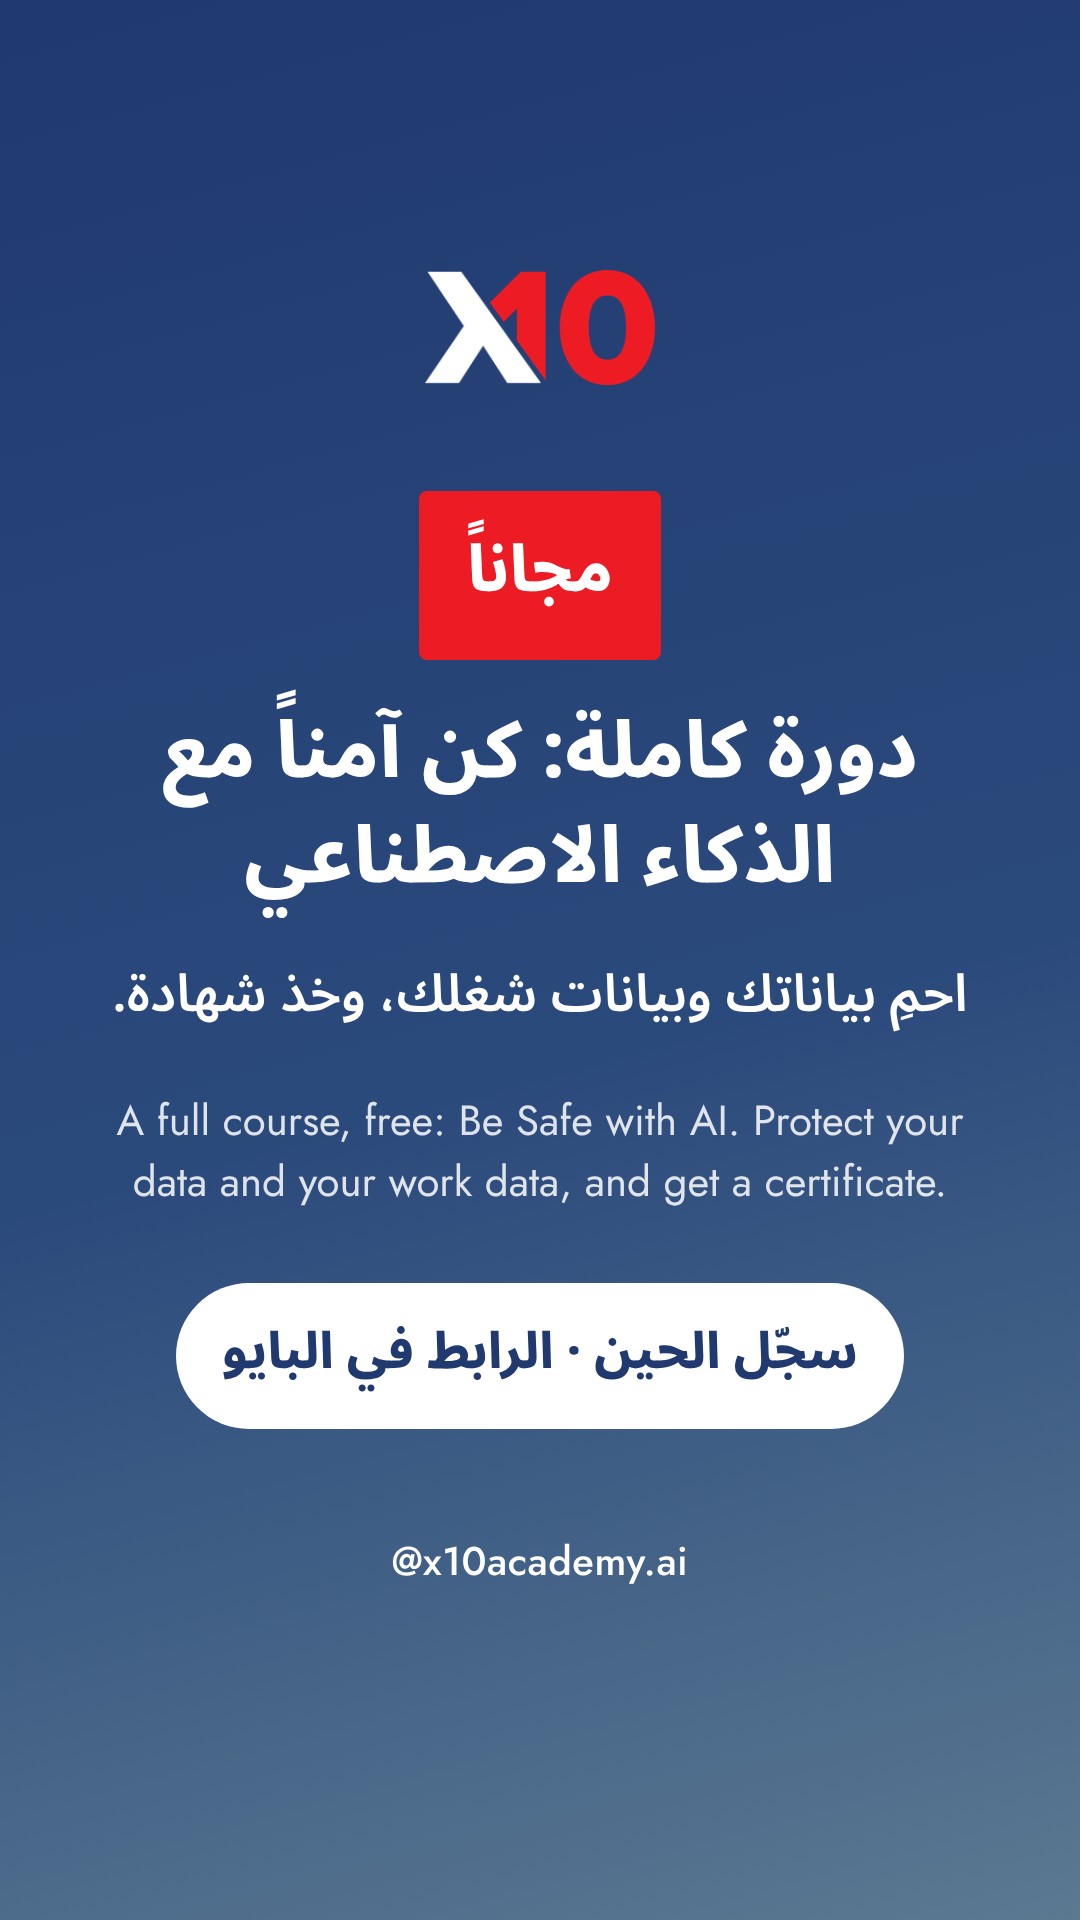 X10
مجاناً
دورة كاملة: كن آمناً مع
الذكاء الاصطناعي
احمِ بياناتك وبيانات شغلك، وخذ شهادة.
A full course, free: Be Safe with AI. Protect your
data and your work data, and get a certificate.
سجّل الحين · الرابط في البايو
@x10academy.ai